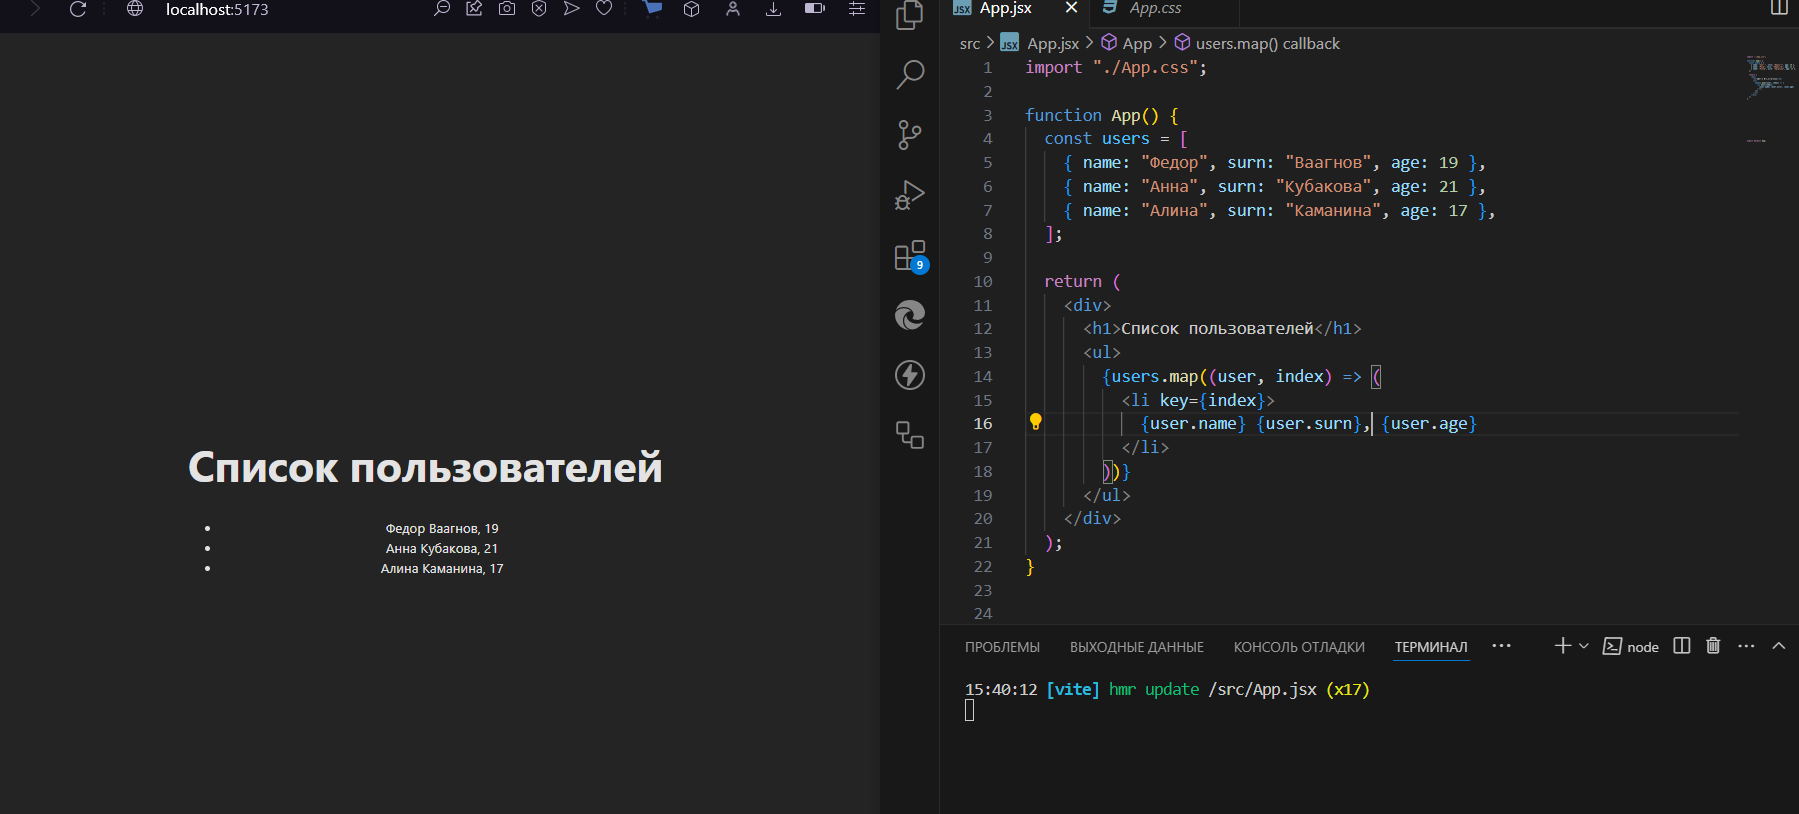 localhost:5173
Список пользователей
Федор Ваагнов, 19
Анна Кубакова, 21
Алина Каманина, 17
9
JSX App.jsx
App.css
src > JSX App.jsx > App > users.map() callback
1 import "./App.css";
2
3 function App() {
4 const users = [
5 { name: "Федор", surn: "Ваагнов", age: 19 },
6 { name: "Анна", surn: "Кубакова", age: 21 },
7 { name: "Алина", surn: "Каманина", age: 17 },
8 ];
9
10 return (
11 <div>
12 <h1>Список пользователей</h1>
13 <ul>
14 {users.map((user, index) => (
15 <li key={index}>
16 {user.name} {user.surn}, {user.age}
17 </li>
18 ))}
19 </ul>
20 </div>
21 );
22 }
23
24
ПРОБЛЕМЫ ВЫХОДНЫЕ ДАННЫЕ КОНСОЛЬ ОТЛАДКИ ТЕРМИНАЛ ··· node ···
15:40:12 [vite] hmr update /src/App.jsx (x17)